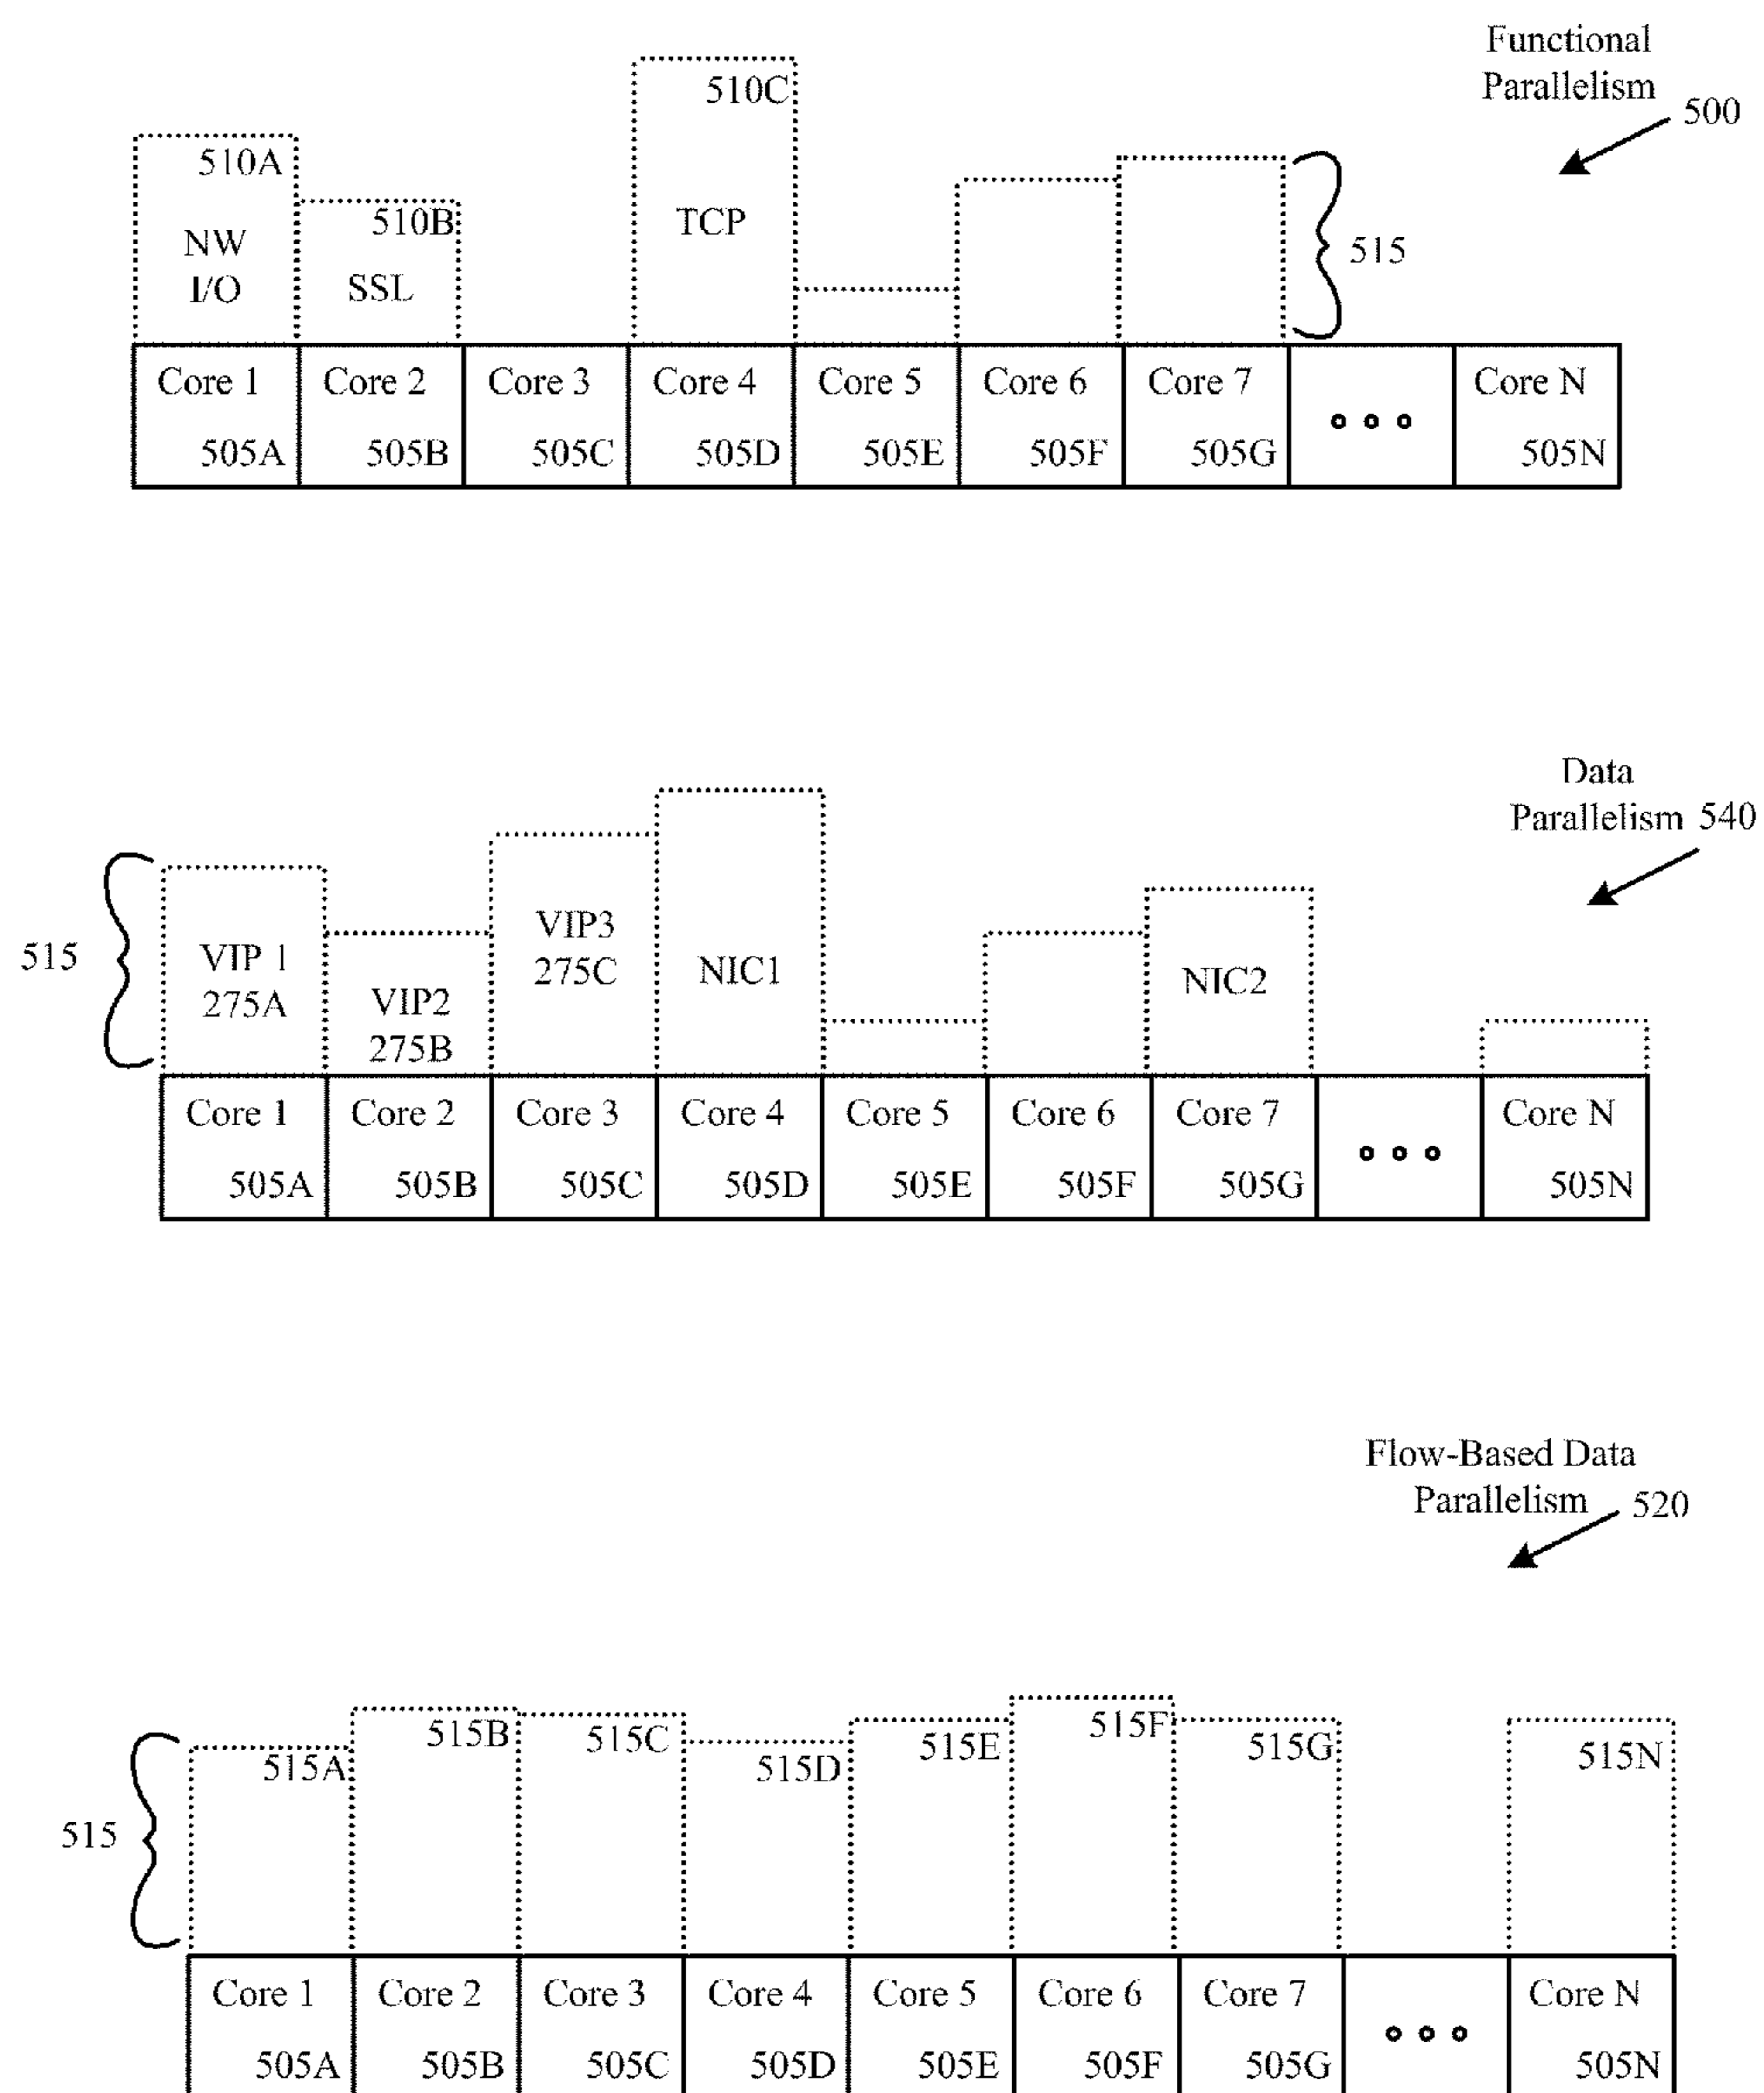 Functional
Parallelism
500
510C
510A
510B
NW
I/O
SSL
TCP
515
Core 1 Core 2 Core 3 Core 4 Core 5 Core 6 Core 7 Core N
505A 505B 505C 505D 505E 505F 505G 505N
Data
Parallelism 540
515
VIP 1
275A
VIP2
275B
VIP3
275C
NIC1
NIC2
Core 1 Core 2 Core 3 Core 4 Core 5 Core 6 Core 7 Core N
505A 505B 505C 505D 505E 505F 505G 505N
Flow-Based Data
Parallelism 520
515A 515B 515C 515D 515E 515F 515G 515N
515
Core 1 Core 2 Core 3 Core 4 Core 5 Core 6 Core 7 Core N
505A 505B 505C 505D 505E 505F 505G 505N